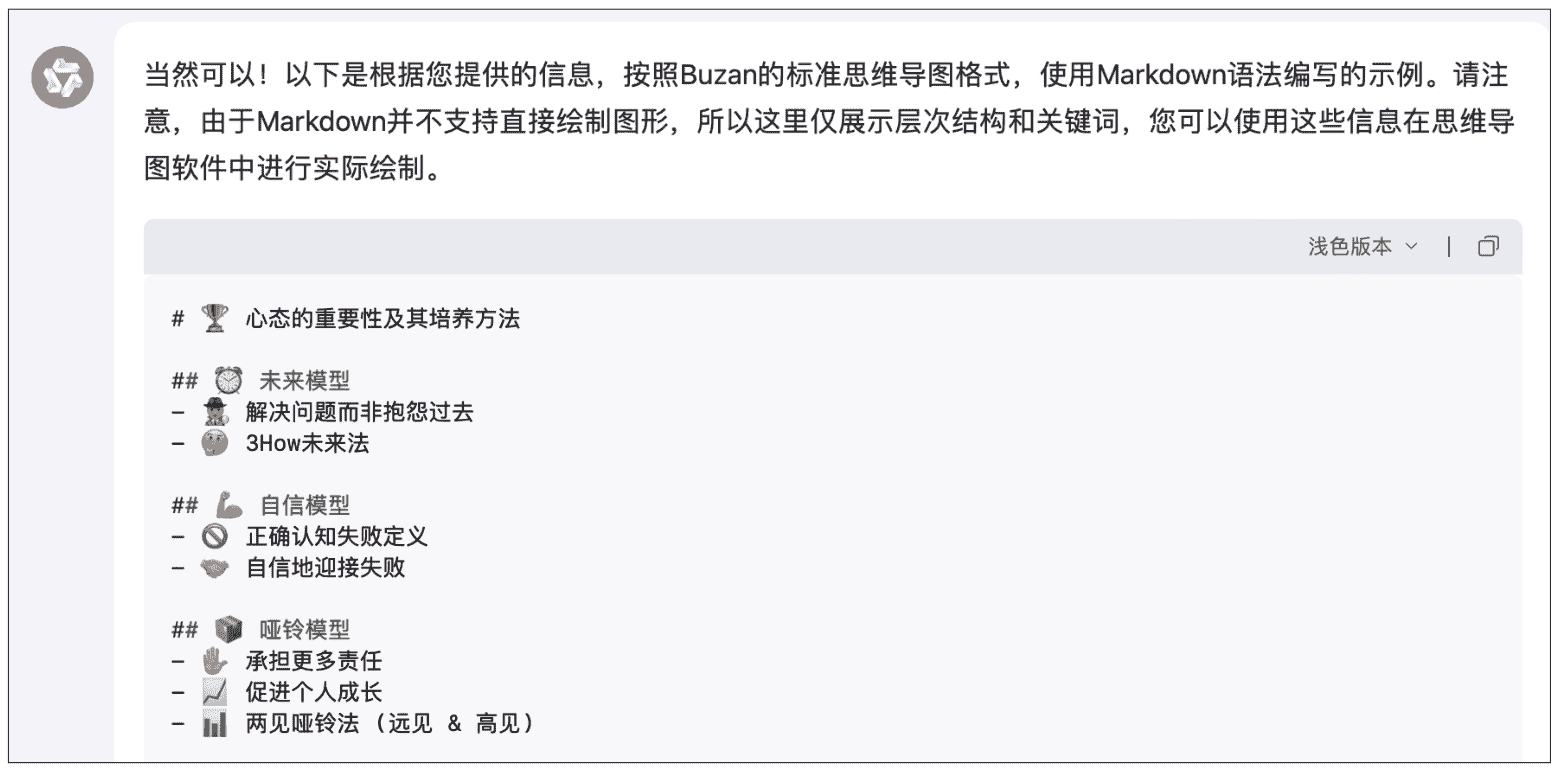 当然可以！以下是根据您提供的信息，按照Buzan的标准思维导图格式，使用Markdown语法编写的示例。请注
意，由于Markdown并不支持直接绘制图形，所以这里仅展示层次结构和关键词，您可以使用这些信息在思维导
图软件中进行实际绘制。
浅色版本 |
# 🏆 心态的重要性及其培养方法
## ⏰ 未来模型
- 🕵 解决问题而非抱怨过去
- 🤔 3How未来法
## 💪 自信模型
- 🚫 正确认知失败定义
- 🤝 自信地迎接失败
## 📦 哑铃模型
- ✋ 承担更多责任
- 📈 促进个人成长
- 📊 两见哑铃法 (远见 & 高见)